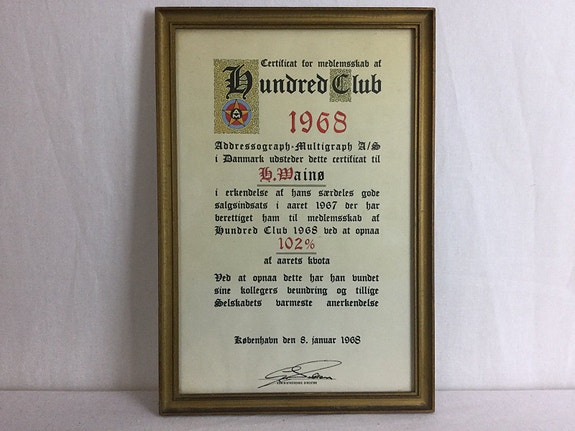 Certificat for medlemsskab af
Hundred Club
1968
Addressograph-Multigraph A/S
i Danmark udsteder dette certificat til
H. Wainø
i erkendelse af hans særdeles gode
salgsindsats i aaret 1967 der har
berettiget ham til medlemsskab af
Hundred Club 1968 ved at opnaa
102%
af aarets kvota
Ved at opnaa dette har han vundet
sine kollegers beundring og tillige
Selskabets varmeste anerkendelse
København den 8. januar 1968